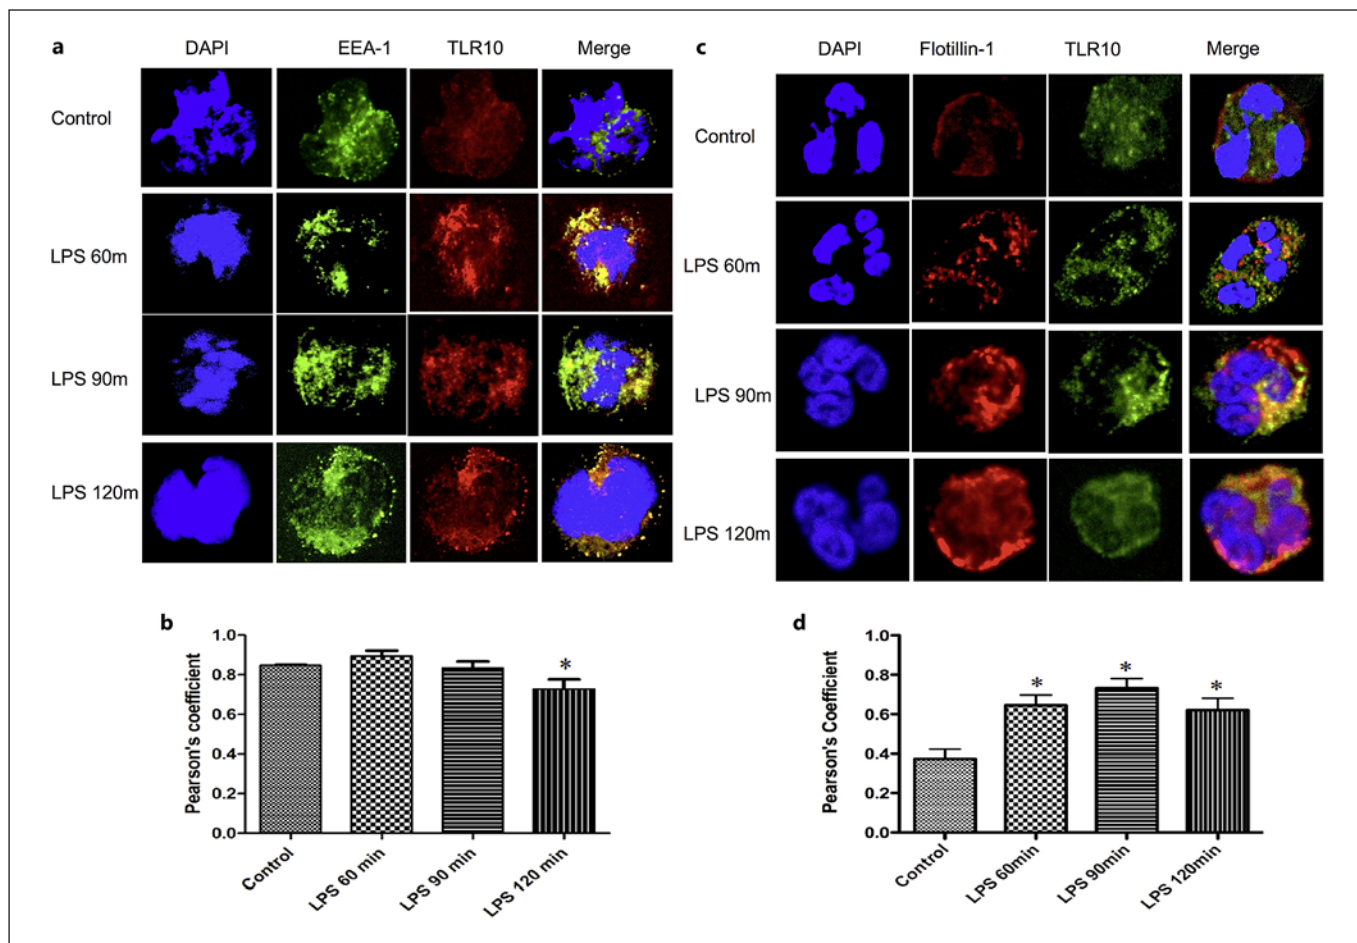 a
DAPI EEA-1 TLR10 Merge
Control
LPS 60m
LPS 90m
LPS 120m
b
Pearson's coefficient
1.0
0.8
0.6
0.4
0.2
0.0
*
Control
LPS 60 min
LPS 90 min
LPS 120 min
c
DAPI Flotillin-1 TLR10 Merge
Control
LPS 60m
LPS 90m
LPS 120m
d
Pearson's Coefficient
1.0
0.8
0.6
0.4
0.2
0.0
* * *
Control
LPS 60min
LPS 90min
LPS 120min